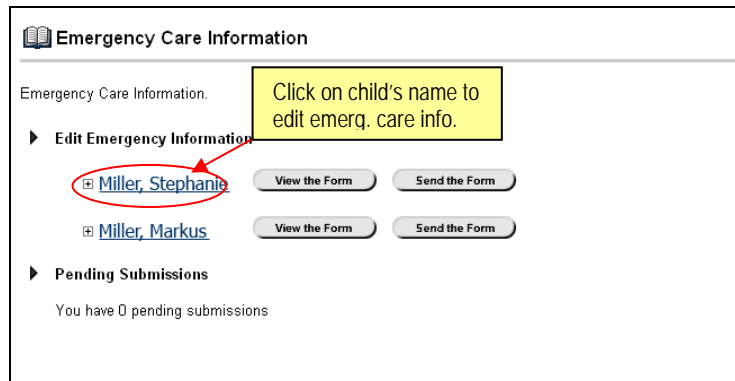 Emergency Care Information
Emergency Care Information.
Click on child's name to
edit emerg. care info.
Edit Emergency Information
Miller, Stephanie View the Form Send the Form
Miller, Markus View the Form Send the Form
Pending Submissions
You have 0 pending submissions